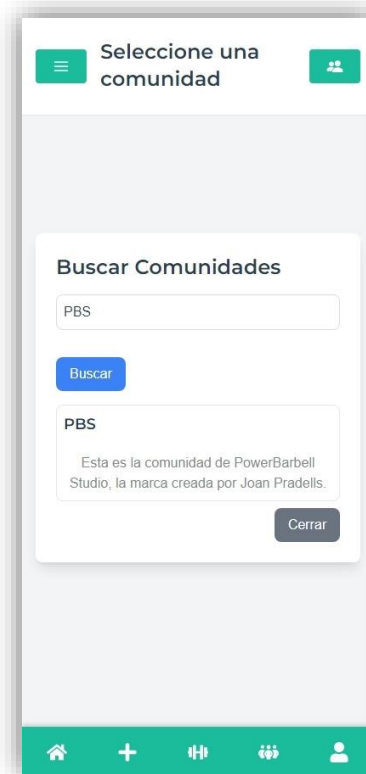 Seleccione una
comunidad
Buscar Comunidades
PBS
Buscar
PBS
Esta es la comunidad de PowerBarbell
Studio, la marca creada por Joan Pradells.
Cerrar